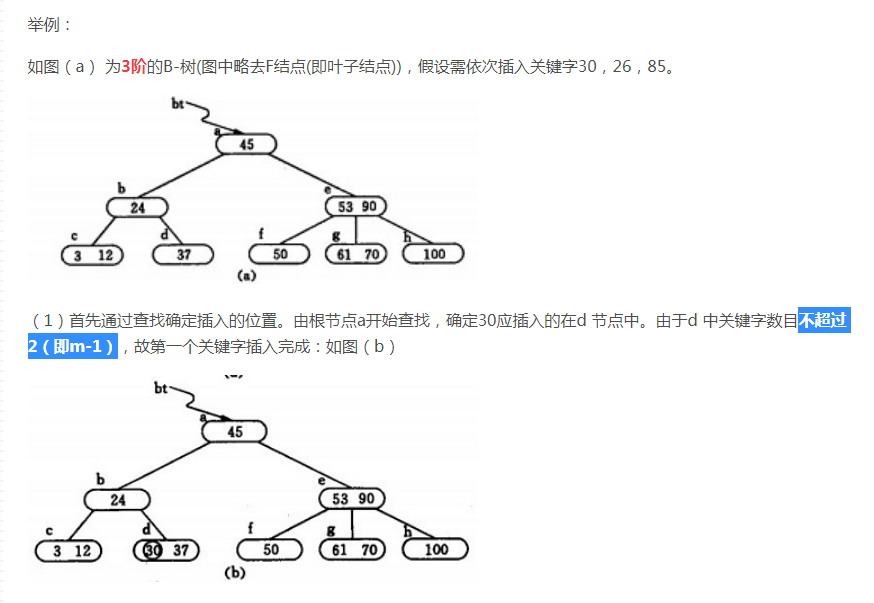 举例：
如图（a）为3阶的B-树(图中略去F结点(即叶子结点))，假设需依次插入关键字30，26，85。
bt
a
45
b
e
24
53 90
c
d
f
g
h
3 12
37
50
61 70
100
(a)
（1）首先通过查找确定插入的位置。由根节点a开始查找，确定30应插入的在d 节点中。由于d 中关键字数目不超过
2（即m-1），故第一个关键字插入完成：如图（b）
bt
a
45
b
e
24
53 90
c
d
f
g
h
3 12
30 37
50
61 70
100
(b)